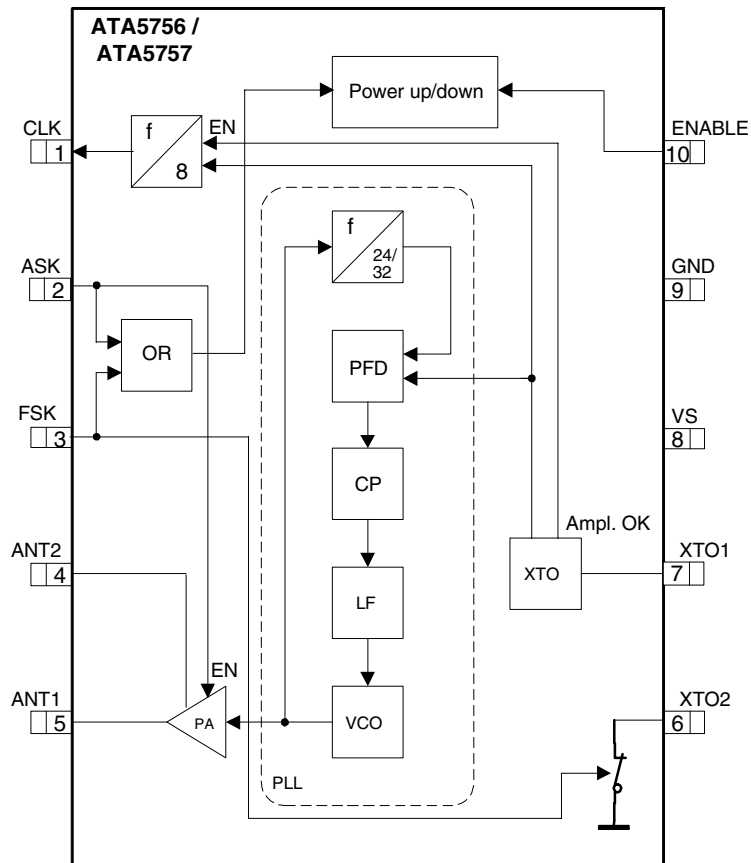 ATA5756 /
ATA5757
Power up/down
CLK
1
f
8
EN
ENABLE
10
f
24/
32
ASK
2
GND
9
OR
PFD
FSK
3
VS
8
CP
Ampl. OK
ANT2
4
XTO
XTO1
7
LF
EN
ANT1
5
PA
VCO
XTO2
6
PLL